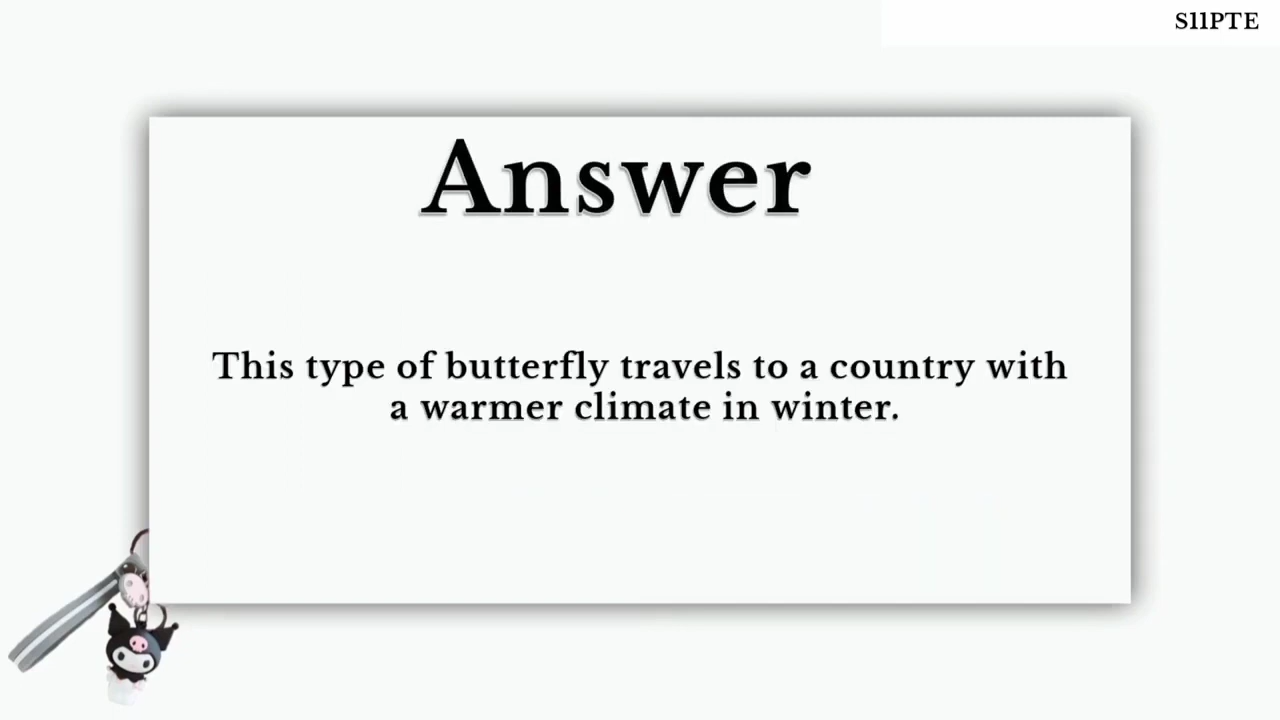 S11PTE
Answer
This type of butterfly travels to a country with
a warmer climate in winter.